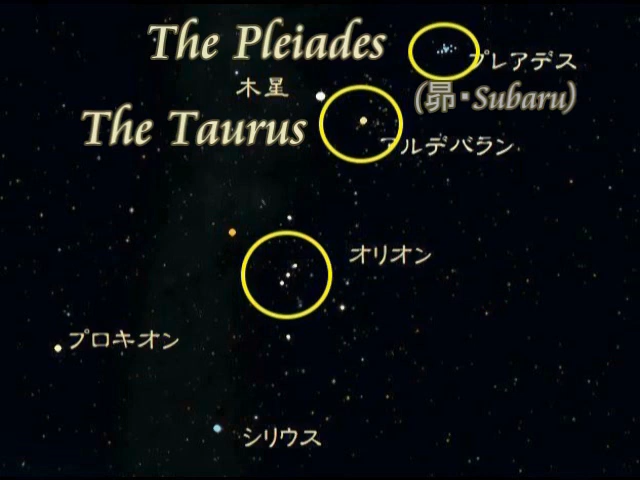 The Pleiades
プレアデス
木星
(昴・Subaru)
The Taurus
アルデバラン
オリオン
プロキオン
シリウス